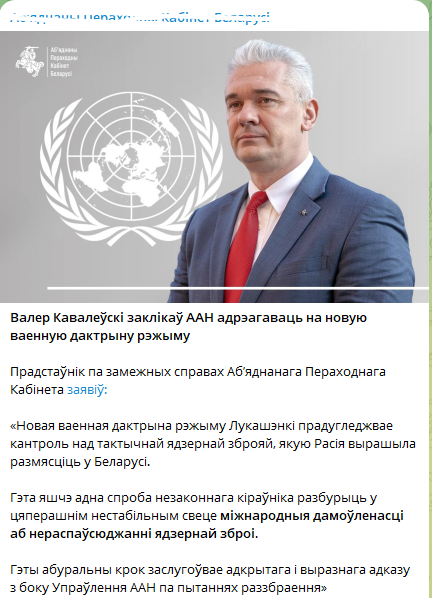 Аб'яднаны Пераходны Кабінет Беларусі
Аб'яднаны
Пераходны
Кабінет
Беларусі
Валер Кавалеўскі заклікаў ААН адрэагаваць на новую
ваенную дактрыну рэжыму
Прадстаўнік па замежных справах Аб’яднанага Пераходнага
Кабінета заявіў:
«Новая ваенная дактрына рэжыму Лукашэнкі прадугледжвае
кантроль над тактычнай ядзернай зброяй, якую Расія вырашыла
размясціць у Беларусі.
Гэта яшчэ адна спроба незаконнага кіраўніка разбурыць у
цяперашнім нестабільным свеце міжнародныя дамоўленасці
аб нераспаўсюджанні ядзернай зброі.
Гэты абуральны крок заслугоўвае адкрытага і выразнага адказу
з боку Упраўлення ААН па пытаннях раззбраення»